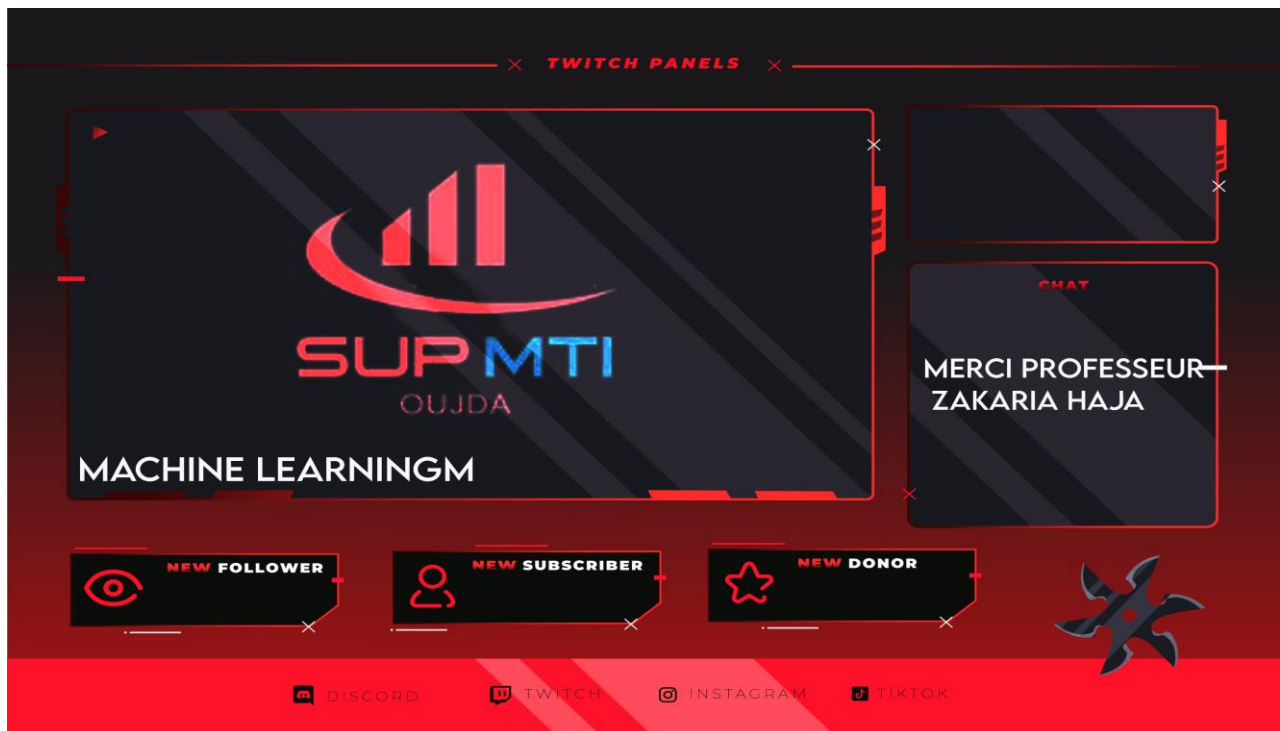 TWITCH PANELS
SUP MTI
OUJDA
MACHINE LEARNINGM
CHAT
MERCI PROFESSEUR
ZAKARIA HAJA
NEW FOLLOWER
NEW SUBSCRIBER
NEW DONOR
DISCORD
TWITCH
INSTAGRAM
TIKTOK